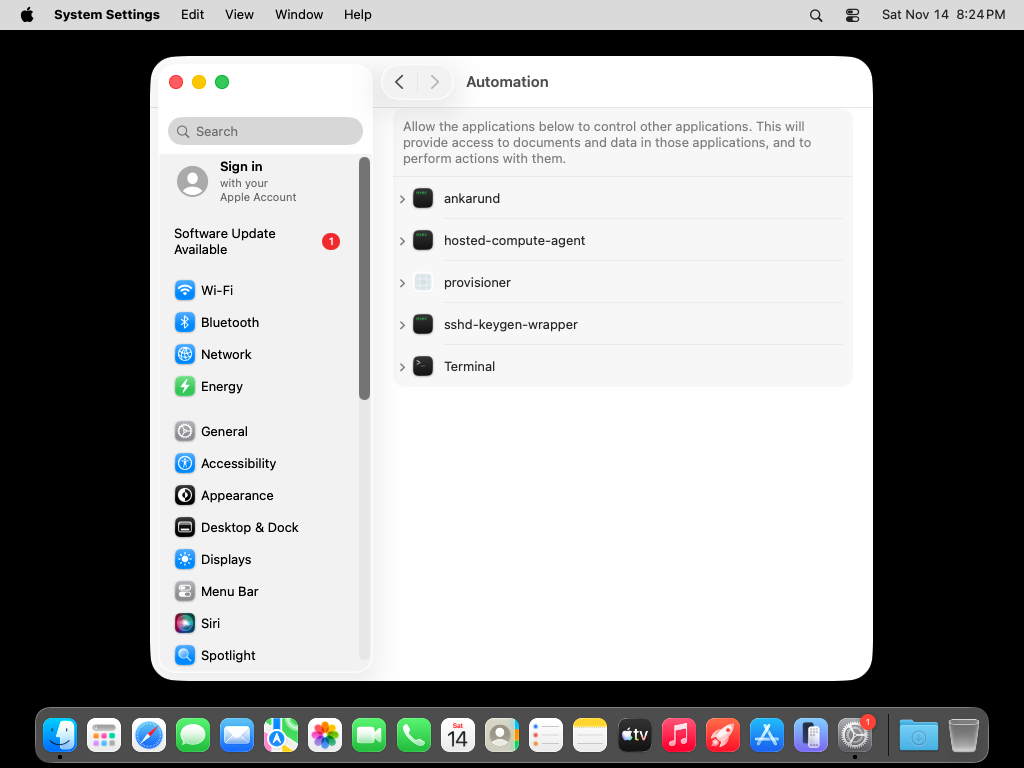 System Settings Edit View Window Help Sat Nov 14 8:24 PM
Automation
Search
Sign in
with your
Apple Account
Software Update
Available
1
Wi-Fi
Bluetooth
Network
Energy
General
Accessibility
Appearance
Desktop & Dock
Displays
Menu Bar
Siri
Spotlight
Allow the applications below to control other applications. This will
provide access to documents and data in those applications, and to
perform actions with them.
ankarund
hosted-compute-agent
provisioner
sshd-keygen-wrapper
Terminal
Sat
14
tv
1